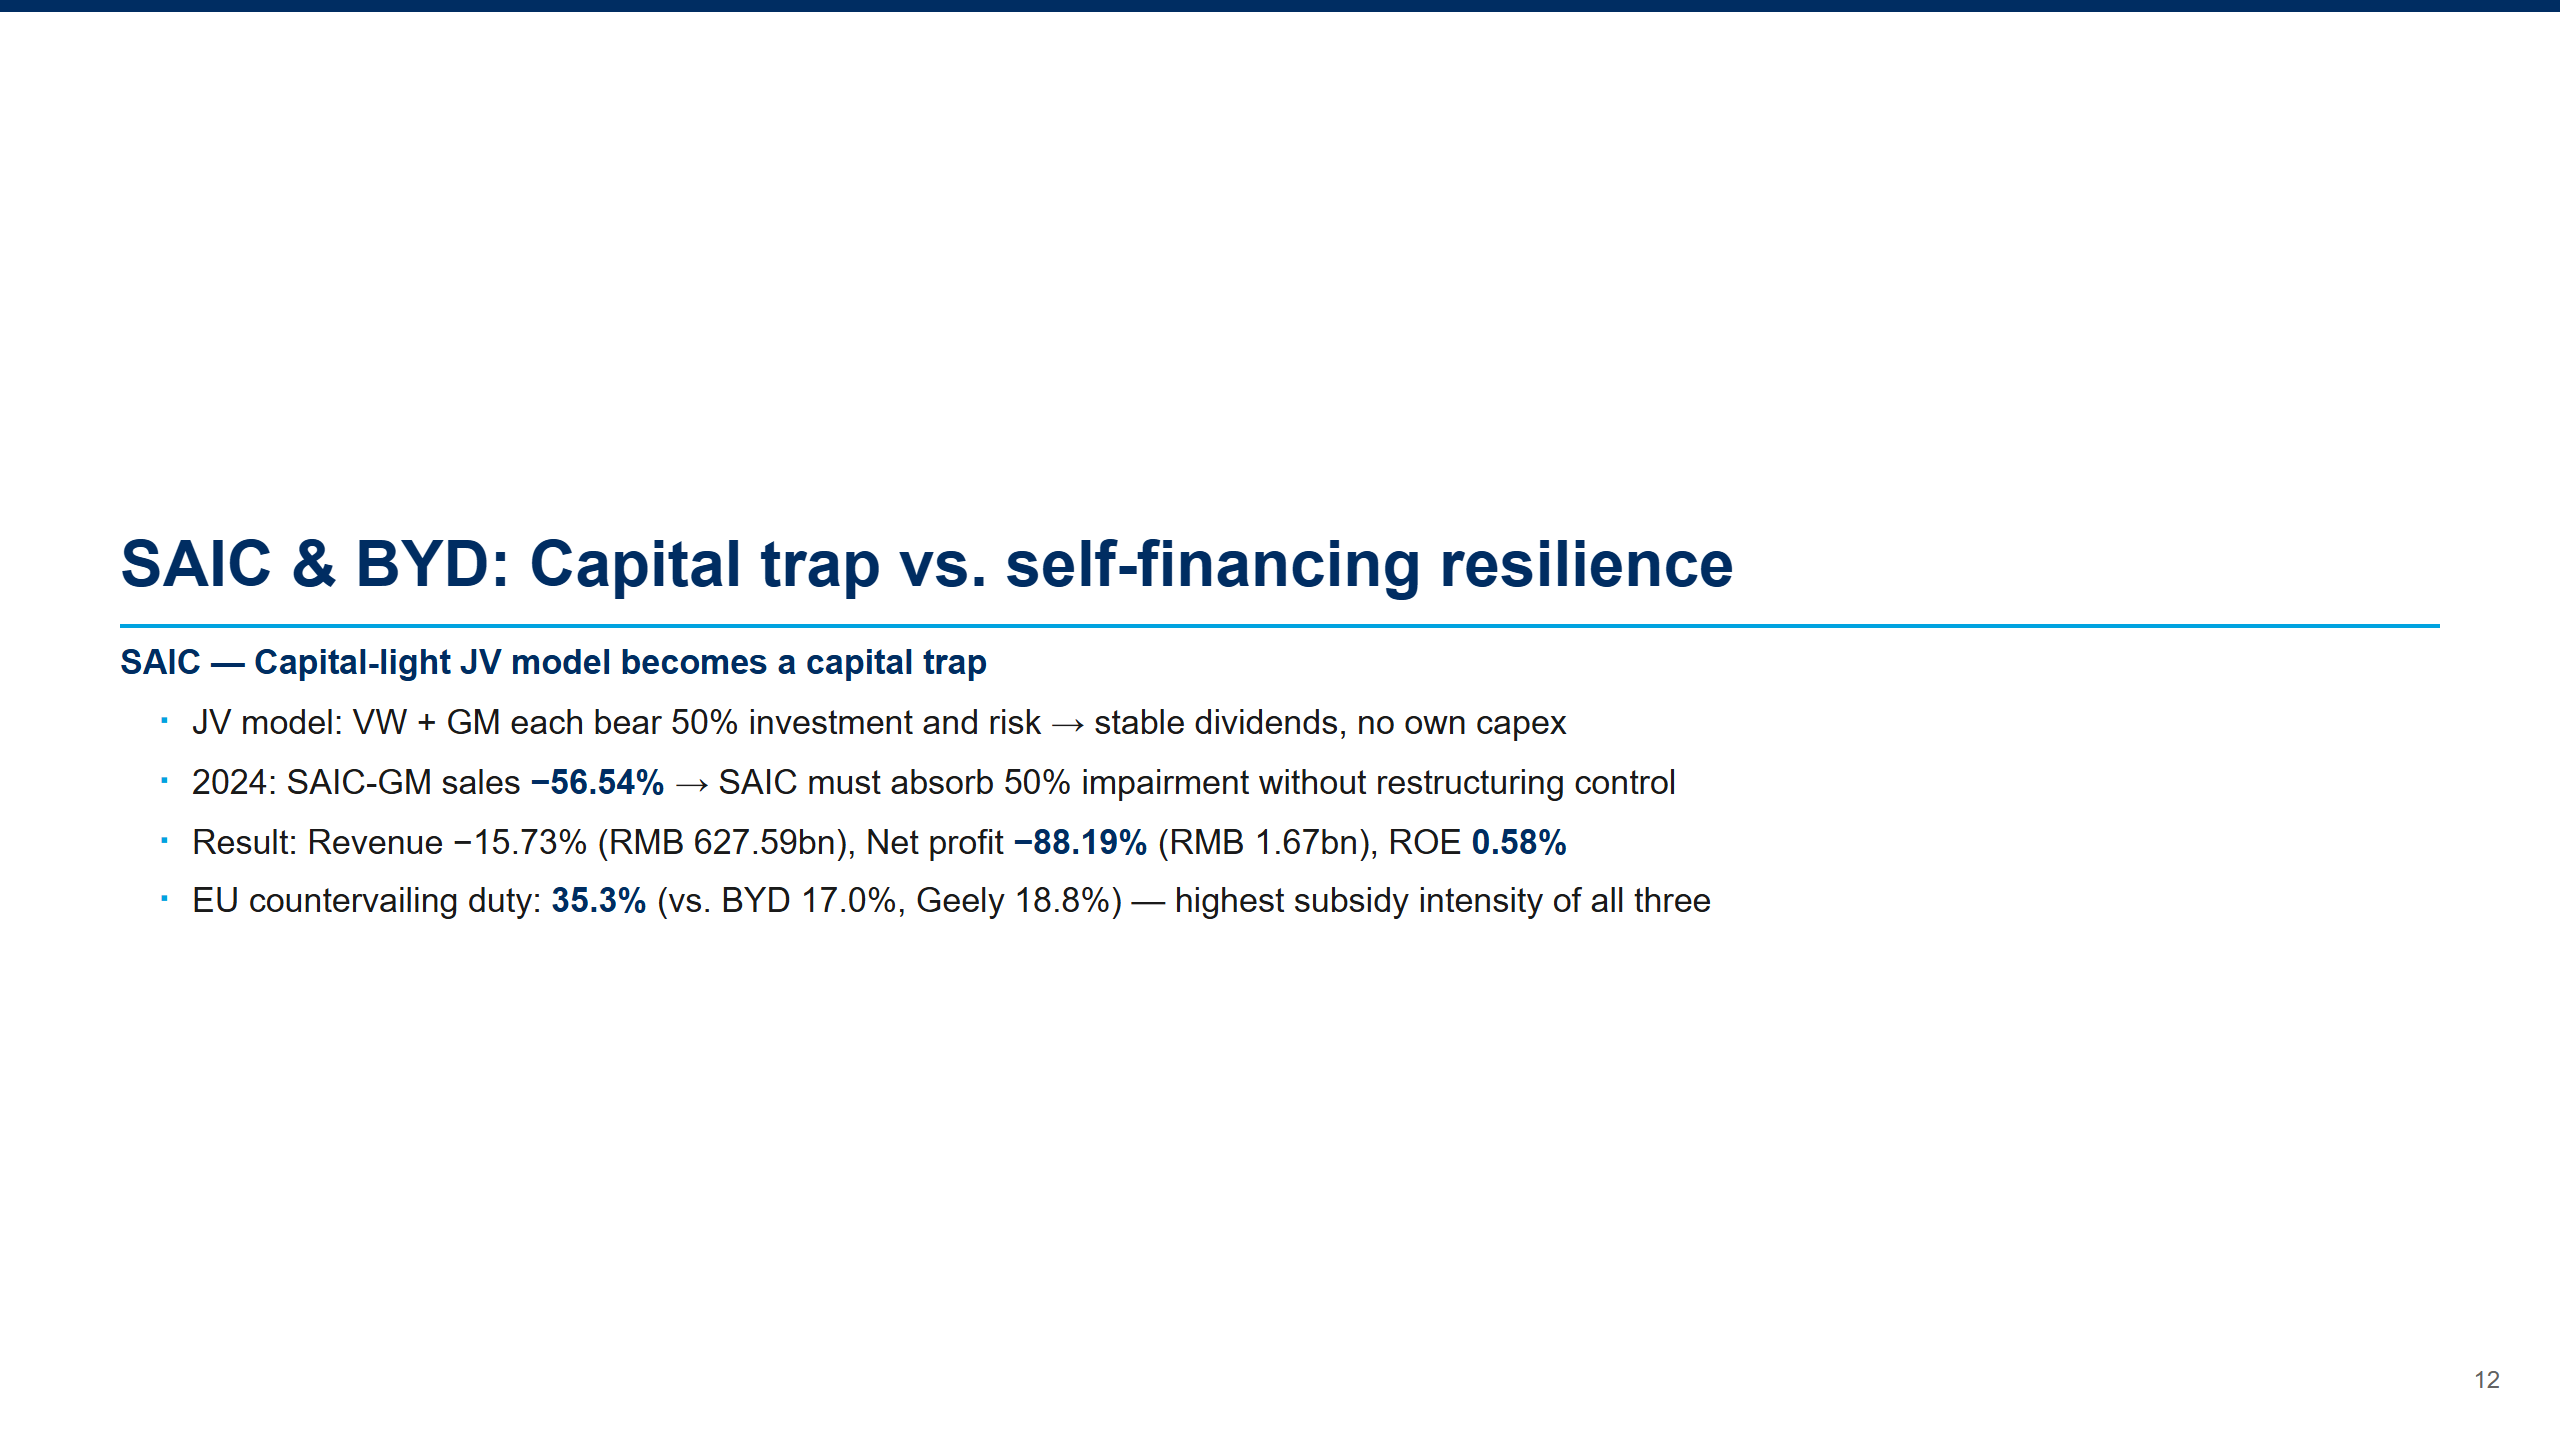 SAIC & BYD: Capital trap vs. self-financing resilience
SAIC — Capital-light JV model becomes a capital trap
▪ JV model: VW + GM each bear 50% investment and risk → stable dividends, no own capex
▪ 2024: SAIC-GM sales −56.54% → SAIC must absorb 50% impairment without restructuring control
▪ Result: Revenue −15.73% (RMB 627.59bn), Net profit −88.19% (RMB 1.67bn), ROE 0.58%
▪ EU countervailing duty: 35.3% (vs. BYD 17.0%, Geely 18.8%) — highest subsidy intensity of all three
12